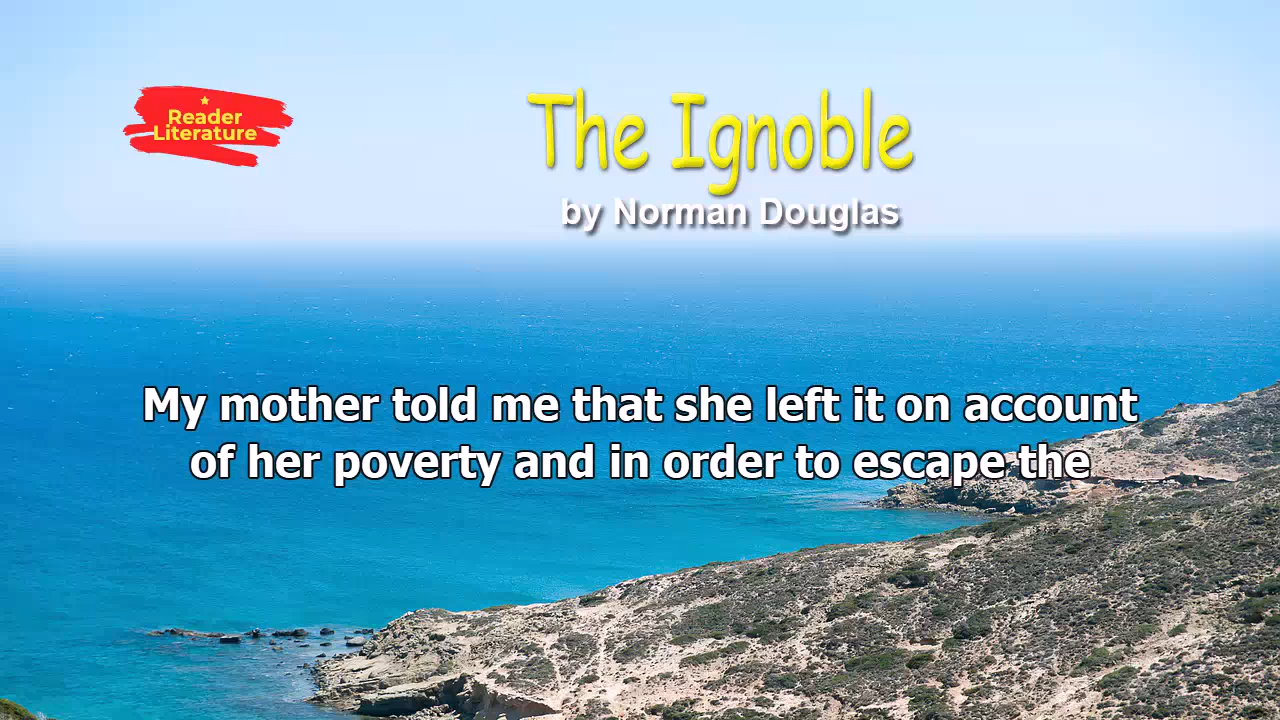 Reader
Literature
The Ignoble
by Norman Douglas
My mother told me that she left it on account
of her poverty and in order to escape the